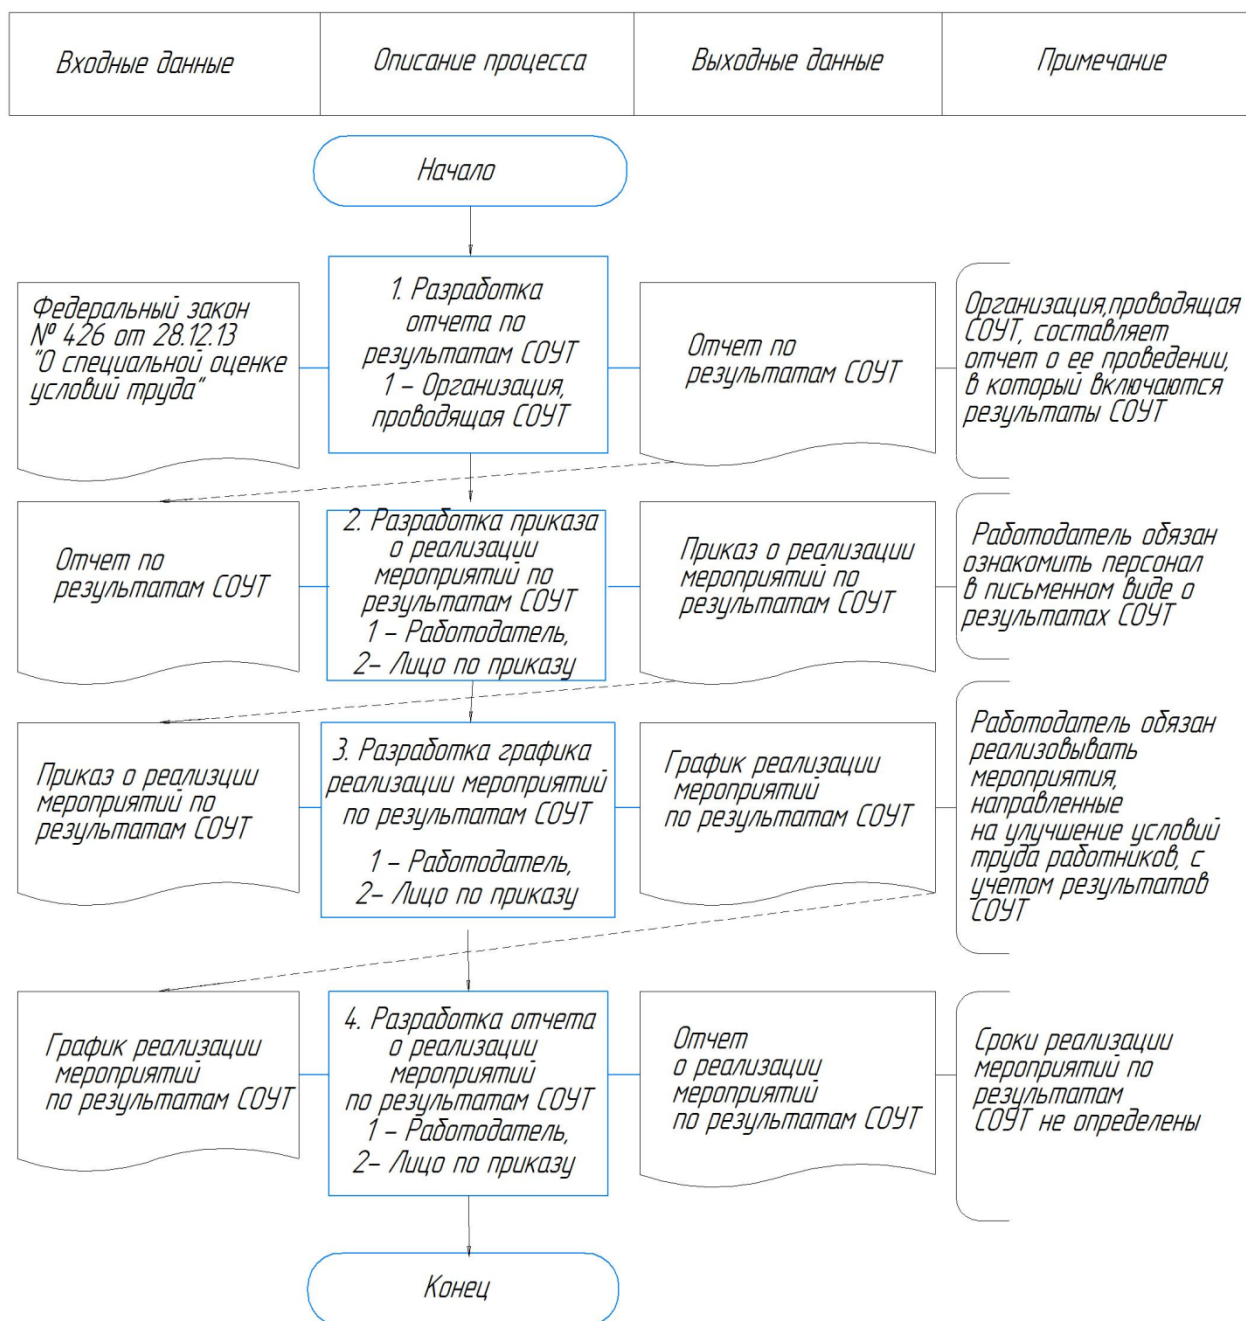 Входные данные
Описание процесса
Выходные данные
Примечание
Начало
Федеральный закон
№ 426 от 28.12.13
"О специальной оценке
условий труда"
1. Разработка
отчета по
результатам СОУТ
1 – Организация,
проводящая СОУТ
Отчет по
результатам СОУТ
Организация,проводящая
СОУТ, составляет
отчет о ее проведении,
в который включаются
результаты СОУТ
Отчет по
результатам СОУТ
2. Разработка приказа
о реализации
мероприятий по
результатам СОУТ
1 – Работодатель,
2– Лицо по приказу
Приказ о реализации
мероприятий по
результатам СОУТ
Работодатель обязан
ознакомить персонал
в письменном виде о
результатах СОУТ
Приказ о реализции
мероприятий по
результатам СОУТ
3. Разработка графика
реализации мероприятий
по результатам СОУТ
1 – Работодатель,
2– Лицо по приказу
График реализации
мероприятий
по результатам СОУТ
Работодатель обязан
реализовывать
мероприятия,
направленные
на улучшение условий
труда работников, с
учетом результатов
СОУТ
График реализации
мероприятий
по результатам СОУТ
4. Разработка отчета
о реализации
мероприятий
по результатам СОУТ
1 – Работодатель,
2– Лицо по приказу
Отчет
о реализации
мероприятий
по результатам СОУТ
Сроки реализации
мероприятий по
результатам
СОУТ не определены
Конец